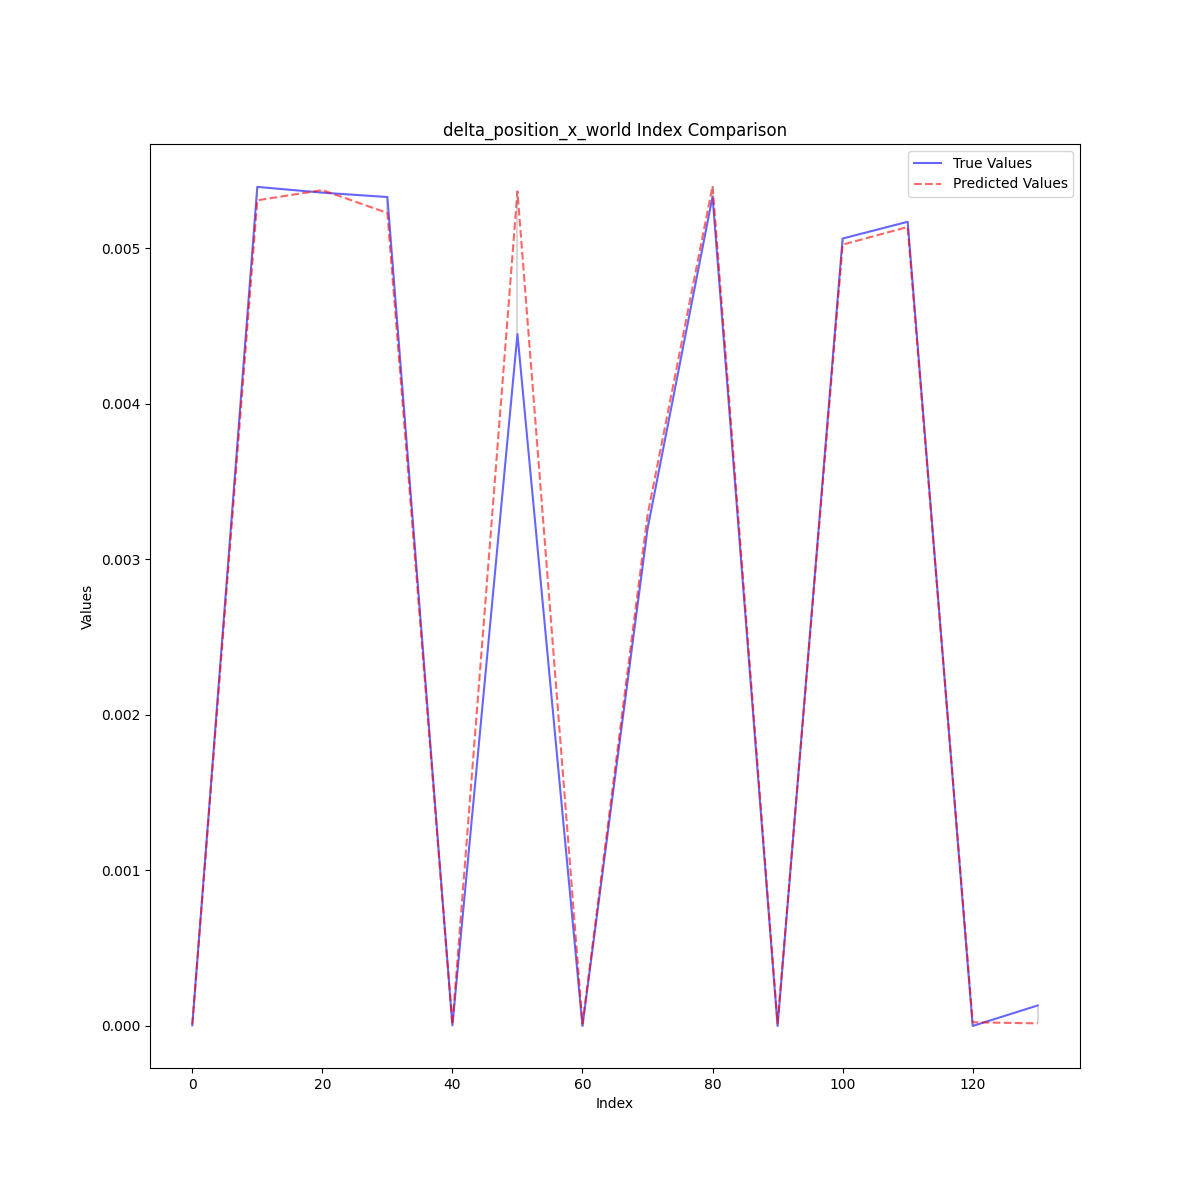 delta_position_x_world Index Comparison
True Values
Predicted Values
0.005
0.004
0.003
0.002
0.001
0.000
Values
0 20 40 60 80 100 120
Index